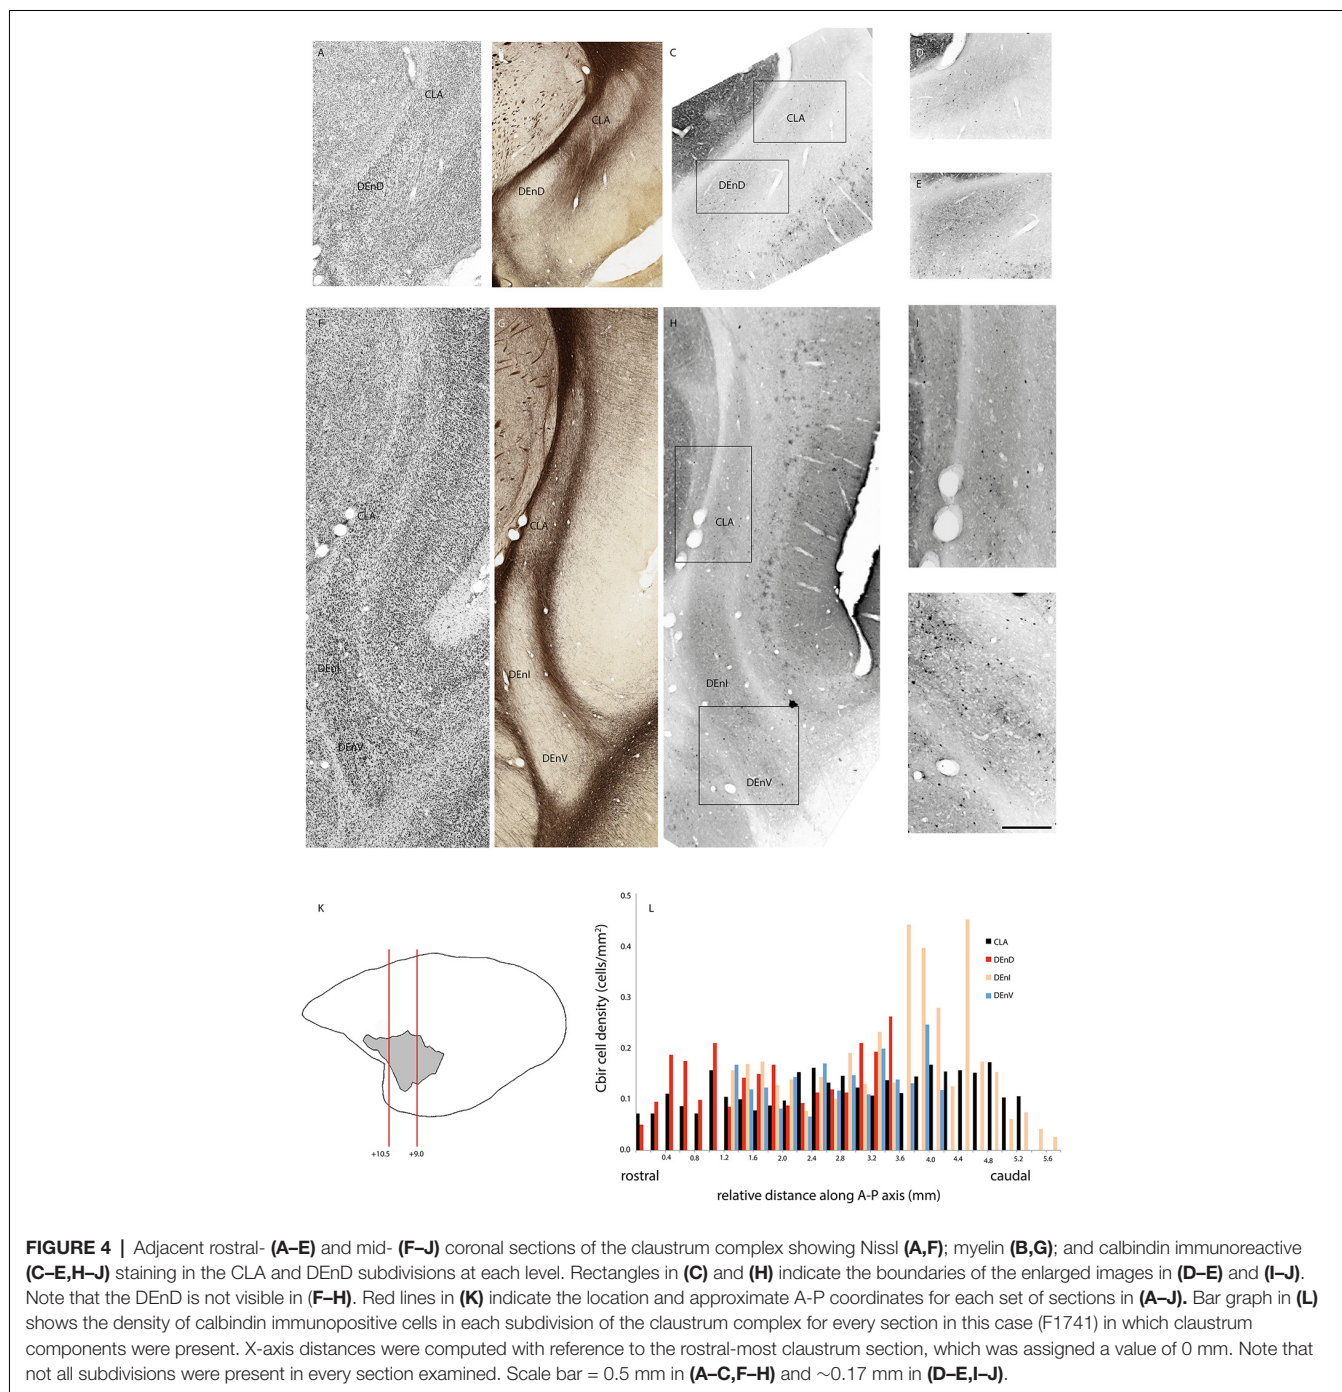 A
CLA
DEnD
CLA
DEnD
C
CLA
DEnD
D
E
F
CLA
DEnI
DEnV
G
CLA
DEnI
DEnV
H
CLA
DEnI
DEnV
I
J
K
+10.5 +9.0
L
Cbir cell density (cells/mm²)
0.5
0.4
0.3
0.2
0.1
0.0
CLA
DEnD
DEnI
DEnV
0.4 0.8 1.2 1.6 2.0 2.4 2.8 3.2 3.6 4.0 4.4 4.8 5.2 5.6
rostral caudal
relative distance along A-P axis (mm)
FIGURE 4 | Adjacent rostral- (A–E) and mid- (F–J) coronal sections of the claustrum complex showing Nissl (A,F); myelin (B,G); and calbindin immunoreactive
(C–E,H–J) staining in the CLA and DEnD subdivisions at each level. Rectangles in (C) and (H) indicate the boundaries of the enlarged images in (D–E) and (I–J).
Note that the DEnD is not visible in (F–H). Red lines in (K) indicate the location and approximate A-P coordinates for each set of sections in (A–J). Bar graph in (L)
shows the density of calbindin immunopositive cells in each subdivision of the claustrum complex for every section in this case (F1741) in which claustrum
components were present. X-axis distances were computed with reference to the rostral-most claustrum section, which was assigned a value of 0 mm. Note that
not all subdivisions were present in every section examined. Scale bar = 0.5 mm in (A–C,F–H) and ∼0.17 mm in (D–E,I–J).